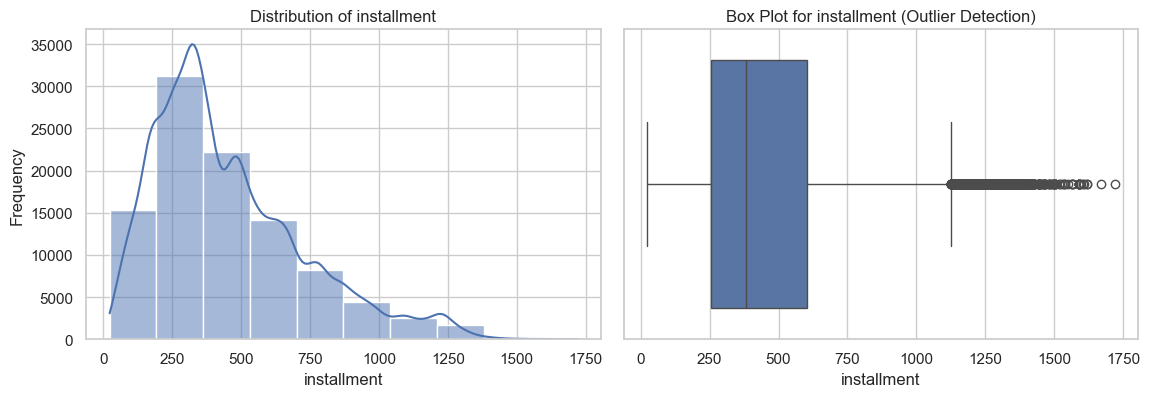 Distribution of installment
Frequency
35000
30000
25000
20000
15000
10000
5000
0
0 250 500 750 1000 1250 1500 1750
installment
Box Plot for installment (Outlier Detection)
0 250 500 750 1000 1250 1500 1750
installment